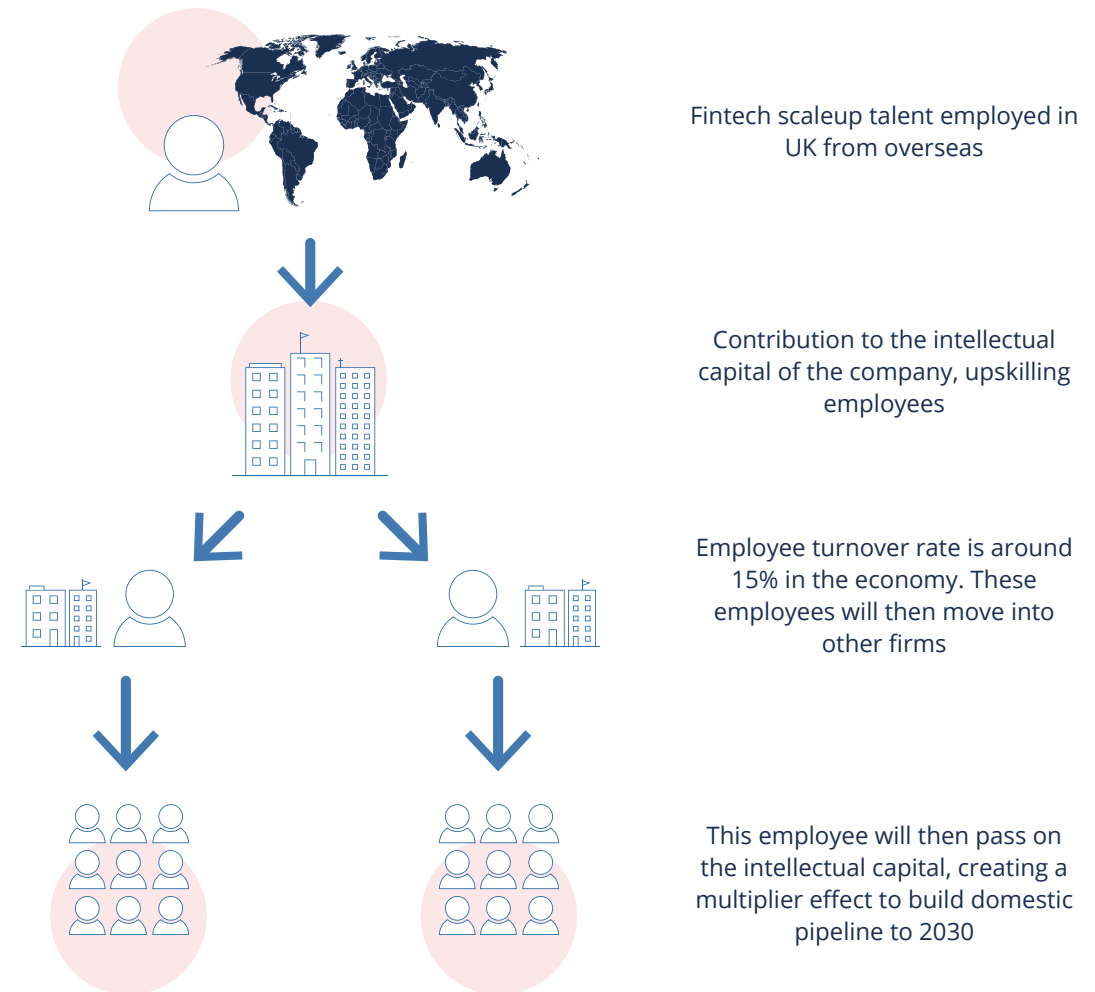 Fintech scaleup talent employed in
UK from overseas
Contribution to the intellectual
capital of the company, upskilling
employees
Employee turnover rate is around
15% in the economy. These
employees will then move into
other firms
This employee will then pass on
the intellectual capital, creating a
multiplier effect to build domestic
pipeline to 2030